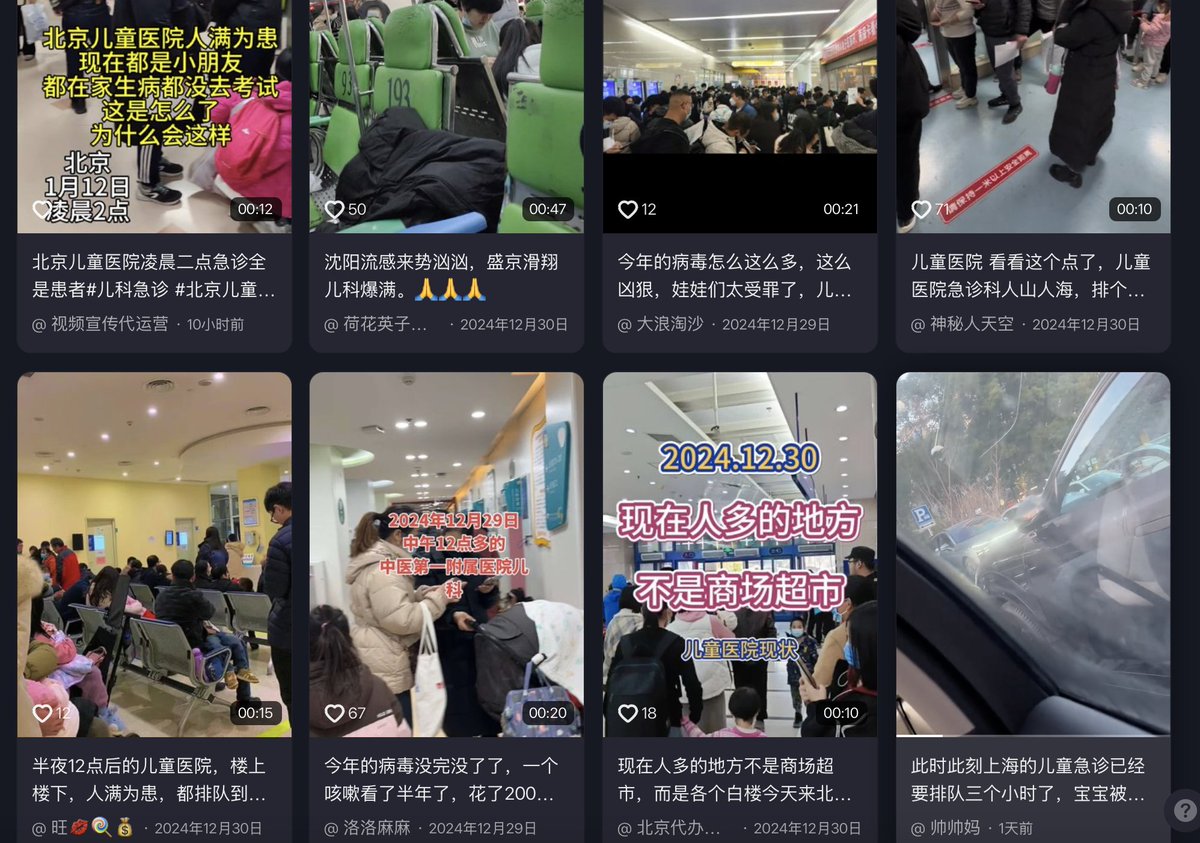 北京儿童医院人满为患
现在都是小朋友
都在家生病都没去考试
这是怎么了
为什么会这样
北京
1月12日
凌晨2点
00:12
193
50
00:47
12
00:21
请保持一米以上安全距离
71
00:10
北京儿童医院凌晨二点急诊全
是患者#儿科急诊 #北京儿童...
@ 视频宣传代运营 · 10小时前
沈阳流感来势汹汹，盛京滑翔
儿科爆满。🙏🙏🙏
@ 荷花英子... · 2024年12月30日
今年的病毒怎么这么多，这么
凶狠，娃娃们太受罪了，儿...
@ 大浪淘沙 · 2024年12月29日
儿童医院 看看这个点了，儿童
医院急诊科人山人海，排个...
@ 神秘人天空 · 2024年12月30日
12
00:15
2024年12月29日
中午12点多的
中医第一附属医院儿
科
67
00:20
2024.12.30
现在人多的地方
不是商场超市
儿童医院现状
18
00:10
P
半夜12点后的儿童医院，楼上
楼下，人满为患，都排队到...
@ 旺💋🍭💰 · 2024年12月30日
今年的病毒没完没了了，一个
咳嗽看了半年了，花了200...
@ 洛洛麻麻 · 2024年12月29日
现在人多的地方不是商场超
市，而是各个白楼今天来北...
@ 北京代办... · 2024年12月30日
此时此刻上海的儿童急诊已经
要排队三个小时了，宝宝被...
@ 帅帅妈 · 1天前
?